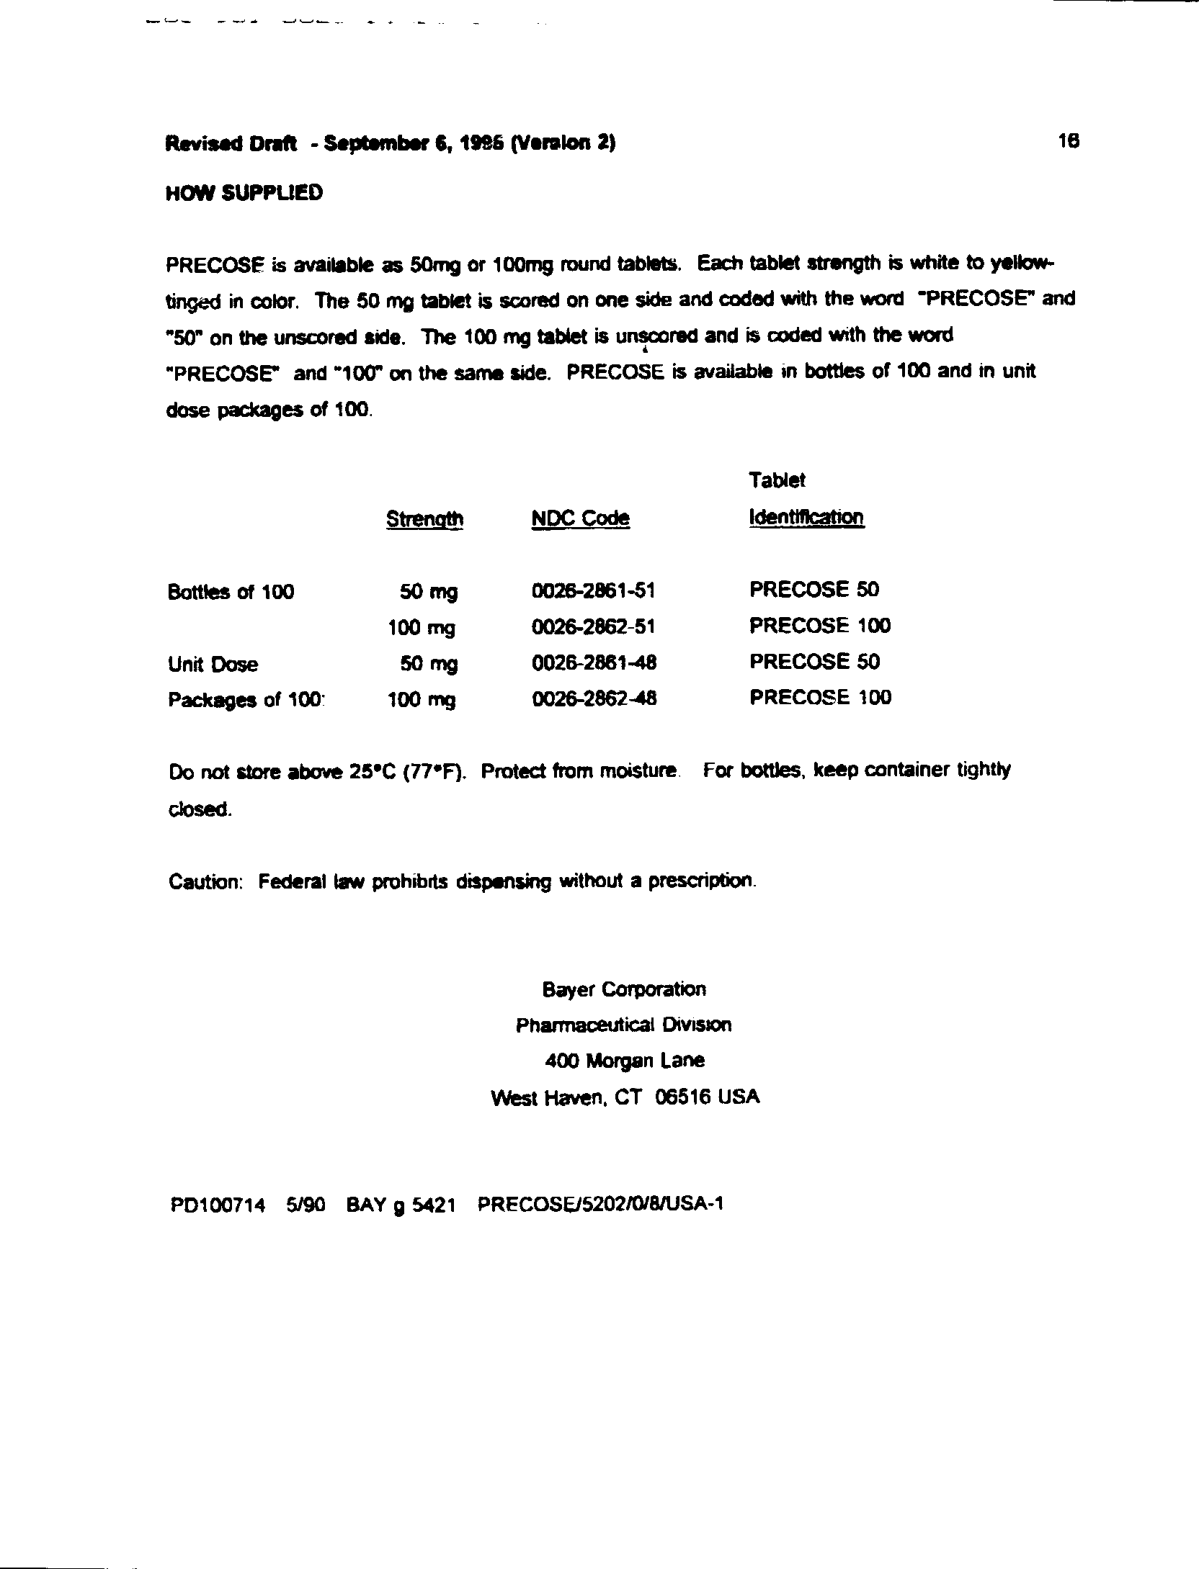 Revised Draft - September 6, 1995 (Version 2) 16
HOW SUPPLIED
PRECOSE is available as 50mg or 100mg round tablets. Each tablet strength is white to yellow-
tinged in color. The 50 mg tablet is scored on one side and coded with the word "PRECOSE" and
"50" on the unscored side. The 100 mg tablet is unscored and is coded with the word
"PRECOSE" and "100" on the same side. PRECOSE is available in bottles of 100 and in unit
dose packages of 100.
Tablet
Strength NDC Code Identification
Bottles of 100 50 mg 0026-2861-51 PRECOSE 50
100 mg 0026-2862-51 PRECOSE 100
Unit Dose 50 mg 0026-2861-48 PRECOSE 50
Packages of 100: 100 mg 0026-2862-48 PRECOSE 100
Do not store above 25°C (77°F). Protect from moisture. For bottles, keep container tightly
closed.
Caution: Federal law prohibits dispensing without a prescription.
Bayer Corporation
Pharmaceutical Division
400 Morgan Lane
West Haven, CT 06516 USA
PD100714 5/90 BAY g 5421 PRECOSE/5202/0/8/USA-1